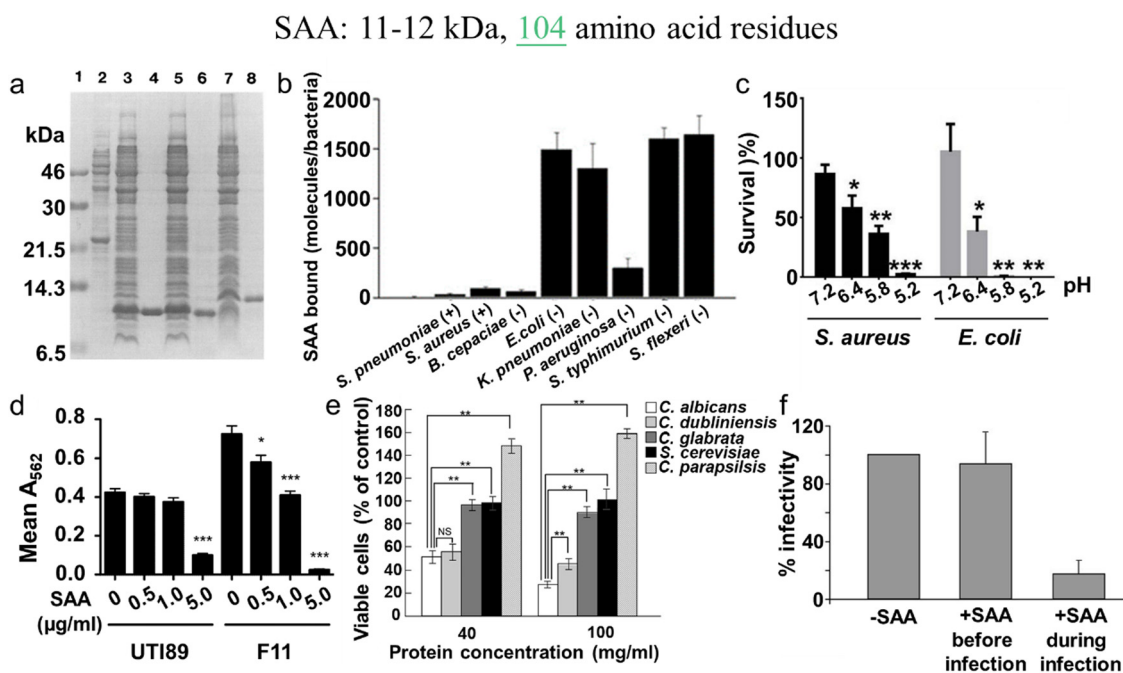 SAA: 11-12 kDa, 104 amino acid residues
a
1 2 3 4 5 6 7 8
kDa
46
30
21.5
14.3
6.5
b
SAA bound (molecules/bacteria)
2000
1500
1000
500
0
S. pneumoniae (+)
S. aureus (+)
B. cepaciae (-)
E.coli (-)
K. pneumoniae (-)
P. aeruginosa (-)
S. typhimurium (-)
S. flexeri (-)
c
Survival )%)
150
100
50
0
* ** *** * ** **
7.2 6.4 5.8 5.2 7.2 6.4 5.8 5.2 pH
S. aureus E. coli
d
Mean A562
0.8
0.6
0.4
0.2
0.0
*** * *** ***
SAA 0 0.5 1.0 5.0 0 0.5 1.0 5.0
(µg/ml)
UTI89 F11
e
Viable cells (% of control)
180
160
140
120
100
80
60
40
20
0
** ** ** NS
** ** ** **
C. albicans
C. dubliniensis
C. glabrata
S. cerevisiae
C. parapsilsis
40 100
Protein concentration (mg/ml)
f
% infectivity
120
80
40
0
-SAA
+SAA
before
infection
+SAA
during
infection